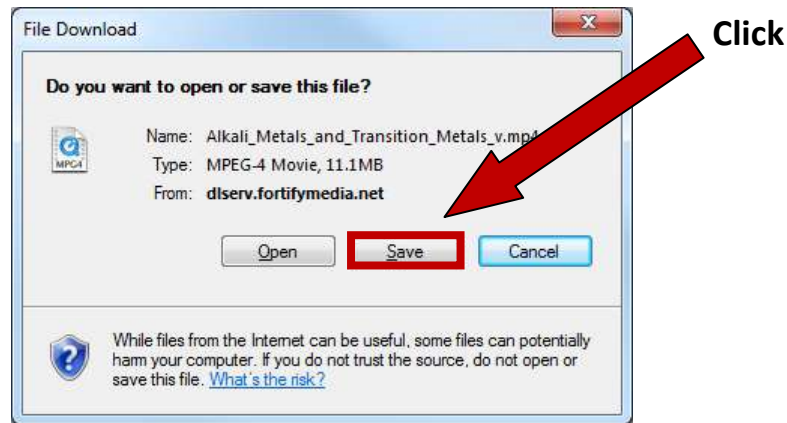 File Download
Click
Do you want to open or save this file?
MPG4
Name: Alkali_Metals_and_Transition_Metals_v.mp4
Type: MPEG-4 Movie, 11.1MB
From: dlserv.fortifymedia.net
Open Save Cancel
While files from the Internet can be useful, some files can potentially
harm your computer. If you do not trust the source, do not open or
save this file. What's the risk?